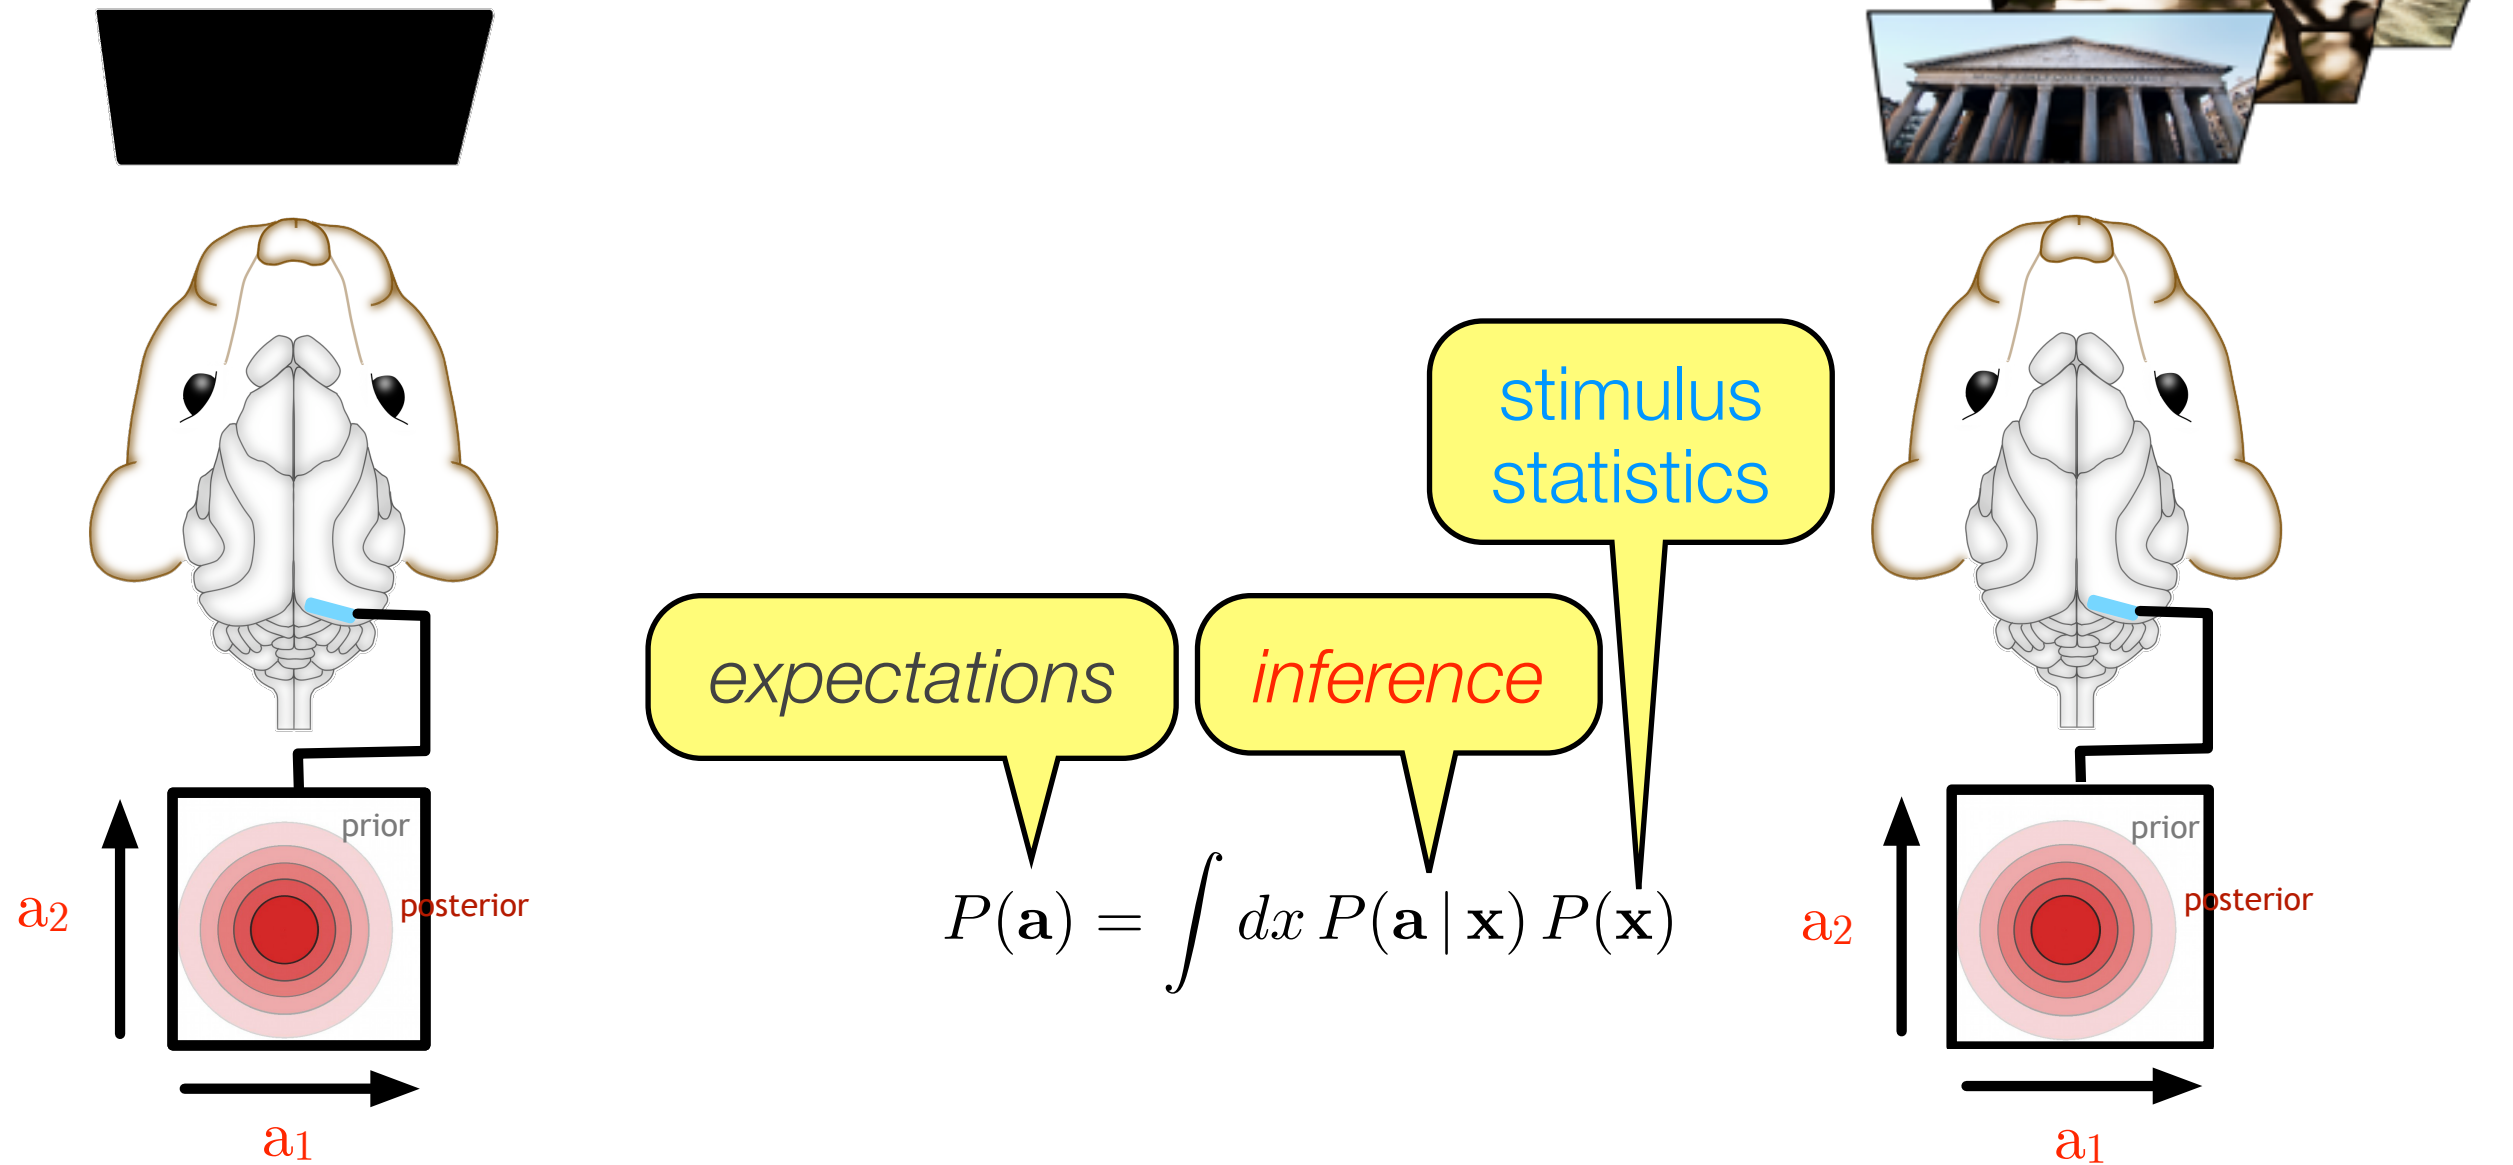 stimulus
statistics
expectations
inference
prior
posterior
a₂
a₁
P(𝐚) = ∫ dx P(𝐚 | 𝐱) P(𝐱)
prior
posterior
a₂
a₁